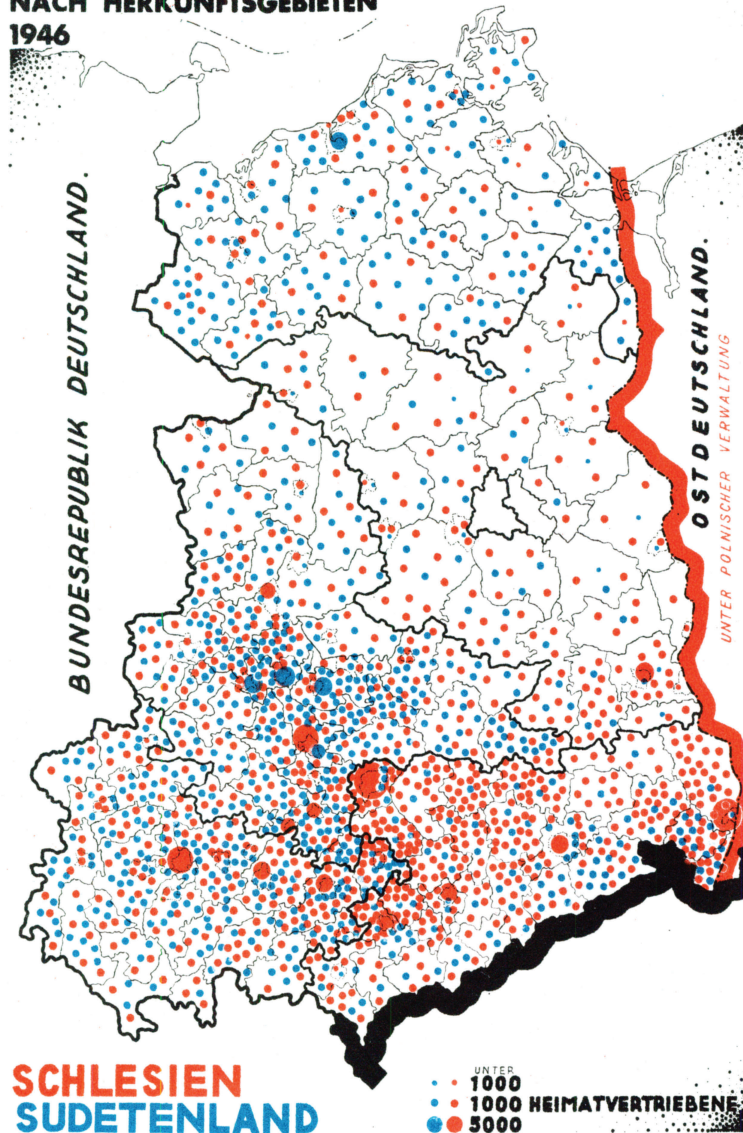 NACH HERKUNFTSGEBIETEN
1946
BUNDESREPUBLIK DEUTSCHLAND.
OSTDEUTSCHLAND.
UNTER POLNISCHER VERWALTUNG
SCHLESIEN
SUDETENLAND
UNTER
1000
1000 HEIMATVERTRIEBENE
5000